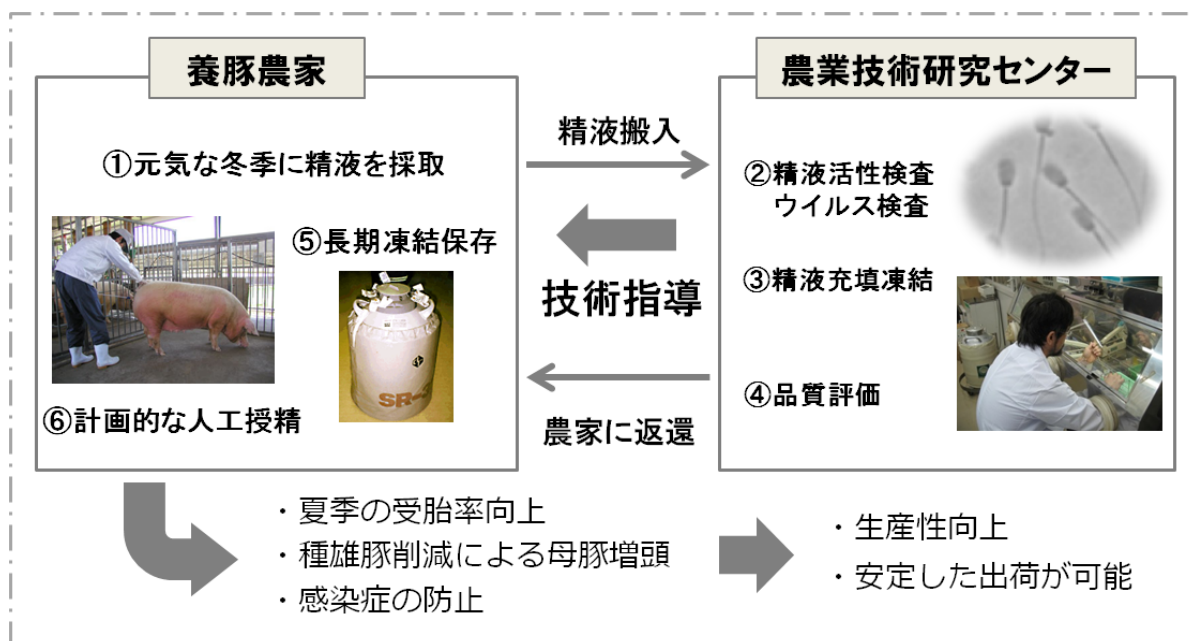 養豚農家
①元気な冬季に精液を採取
⑤長期凍結保存
SR-
⑥計画的な人工授精
精液搬入
技術指導
農家に返還
農業技術研究センター
②精液活性検査
ウイルス検査
③精液充填凍結
④品質評価
・夏季の受胎率向上
・種雄豚削減による母豚増頭
・感染症の防止
・生産性向上
・安定した出荷が可能